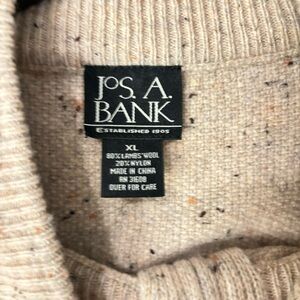 JOS. A.
BANK
ESTABLISHED 1905
XL
80% LAMBS' WOOL
20% NYLON
MADE IN CHINA
RN 31608
OVER FOR CARE